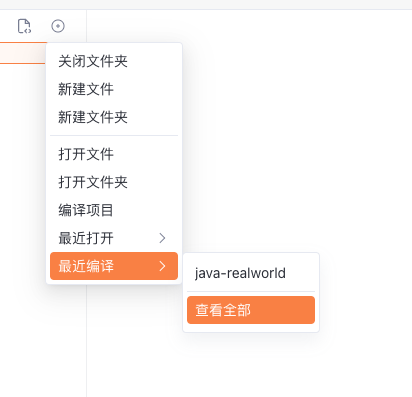 关闭文件夹
新建文件
新建文件夹
打开文件
打开文件夹
编译项目
最近打开
最近编译
java-realworld
查看全部